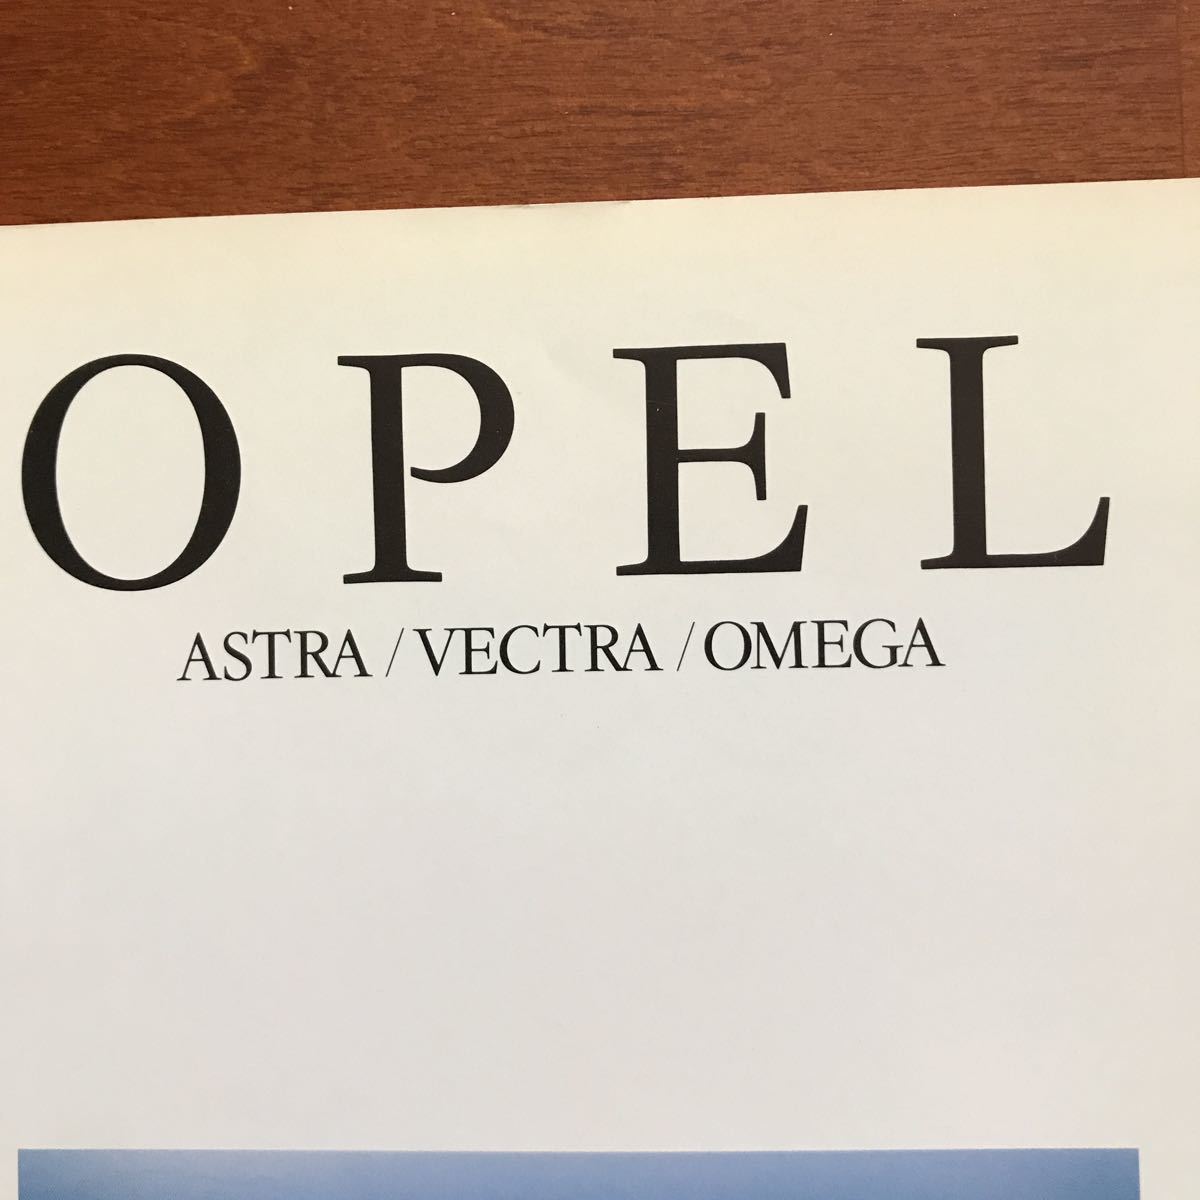 OPEL
ASTRA / VECTRA / OMEGA